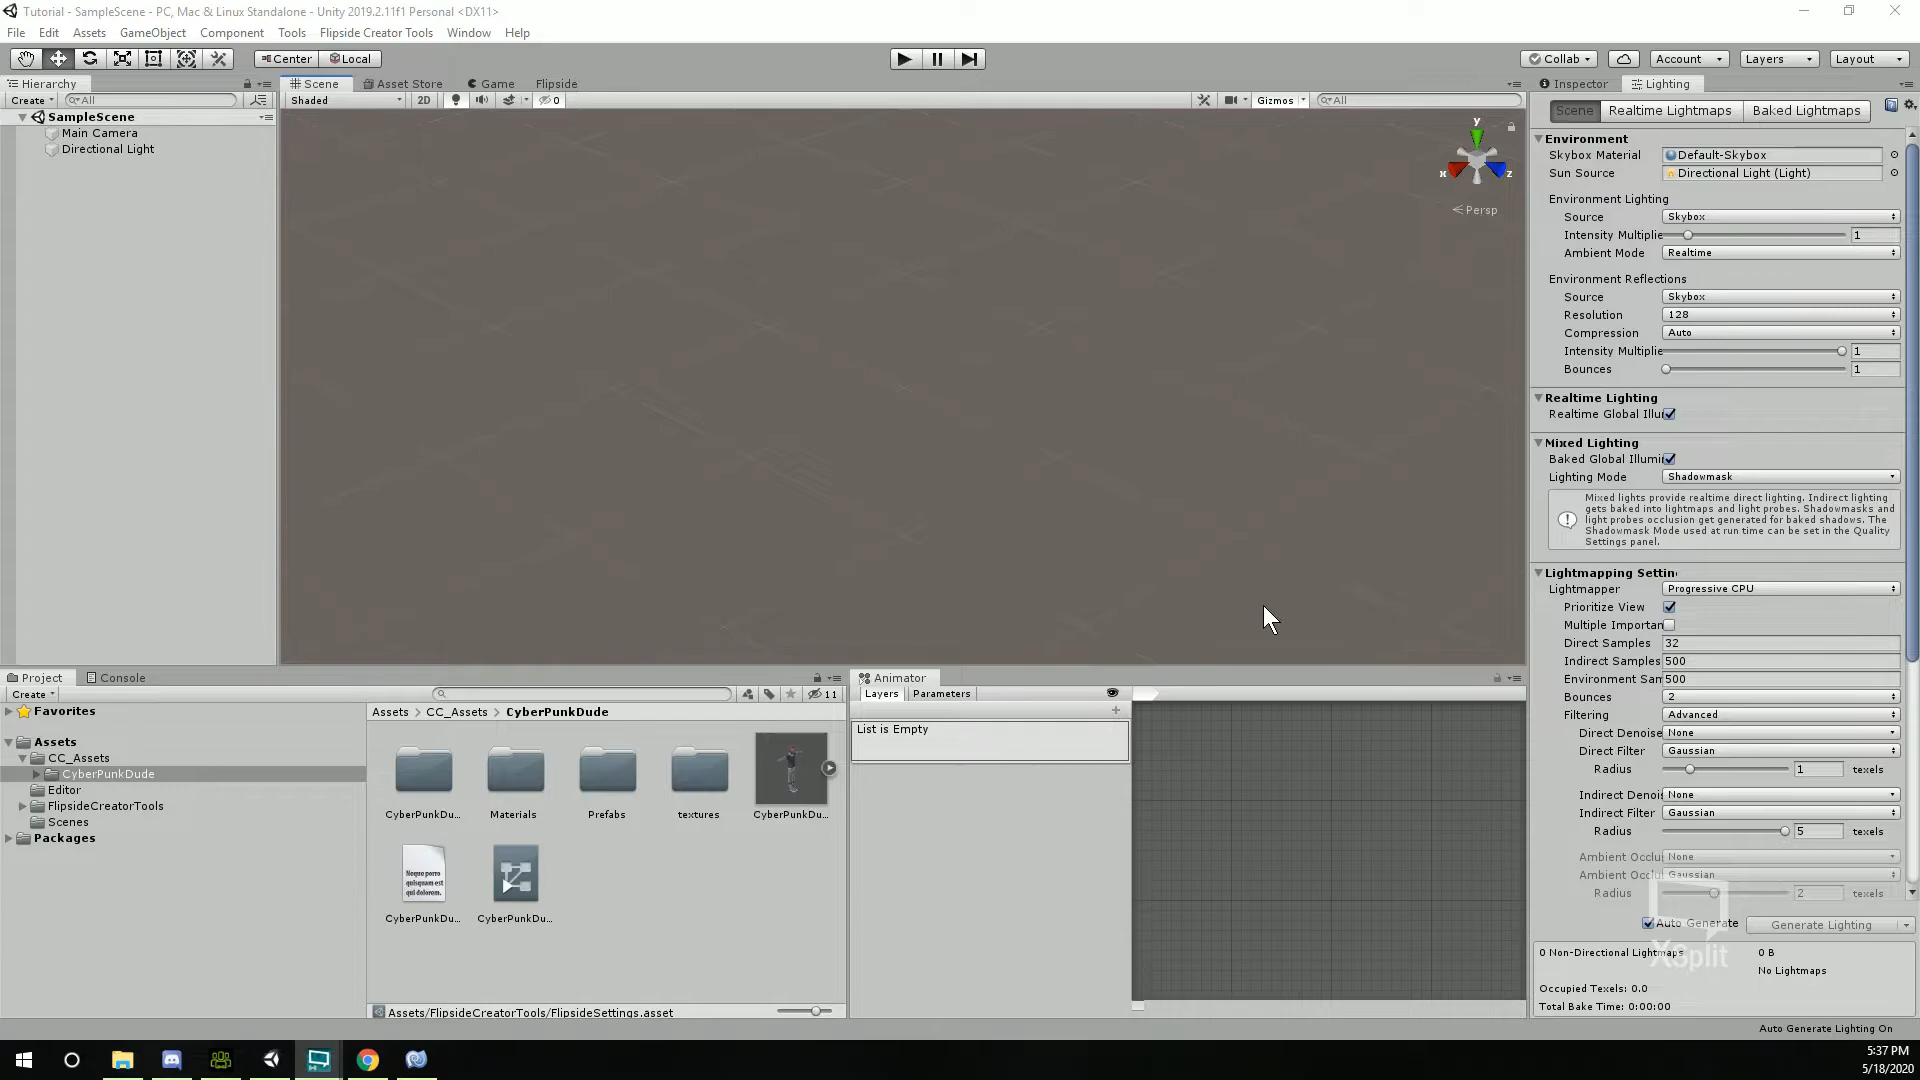 Tutorial - SampleScene - PC, Mac & Linux Standalone - Unity 2019.2.11f1 Personal <DX11>
File Edit Assets GameObject Component Tools Flipside Creator Tools Window Help
Center Local Collab Account Layers Layout
Hierarchy
Create All
SampleScene
Main Camera
Directional Light
Scene Asset Store Game Flipside
Shaded 2D 0 Gizmos All
y
x z
Persp
Inspector Lighting
Scene Realtime Lightmaps Baked Lightmaps
Environment
Skybox Material Default-Skybox
Sun Source Directional Light (Light)
Environment Lighting
Source Skybox
Intensity Multiplie 1
Ambient Mode Realtime
Environment Reflections
Source Skybox
Resolution 128
Compression Auto
Intensity Multiplie 1
Bounces 1
Realtime Lighting
Realtime Global Illu
Mixed Lighting
Baked Global Illumi
Lighting Mode Shadowmask
Mixed lights provide realtime direct lighting. Indirect lighting
gets baked into lightmaps and light probes. Shadowmasks and
light probes occlusion get generated for baked shadows. The
Shadowmask Mode used at run time can be set in the Quality
Settings panel.
Lightmapping Settin
Lightmapper Progressive CPU
Prioritize View
Multiple Importan
Direct Samples 32
Indirect Samples 500
Environment Sam 500
Bounces 2
Filtering Advanced
Direct Denoise None
Direct Filter Gaussian
Radius 1 texels
Indirect Denois None
Indirect Filter Gaussian
Radius 5 texels
Ambient Occlu None
Ambient Occlu Gaussian
Radius 2 texels
Auto Generate Generate Lighting
XSplit
0 Non-Directional Lightmaps 0 B
No Lightmaps
Occupied Texels: 0.0
Total Bake Time: 0:00:00
Auto Generate Lighting On
Project Console
Create 11
Favorites
Assets
CC_Assets
CyberPunkDude
Editor
FlipsideCreatorTools
Scenes
Packages
Assets > CC_Assets > CyberPunkDude
CyberPunkDu... Materials Prefabs textures CyberPunkDu...
Neque porro
quisquam est
qui dolorem.
CyberPunkDu... CyberPunkDu...
Assets/FlipsideCreatorTools/FlipsideSettings.asset
Animator
Layers Parameters
List is Empty
5:37 PM
5/18/2020